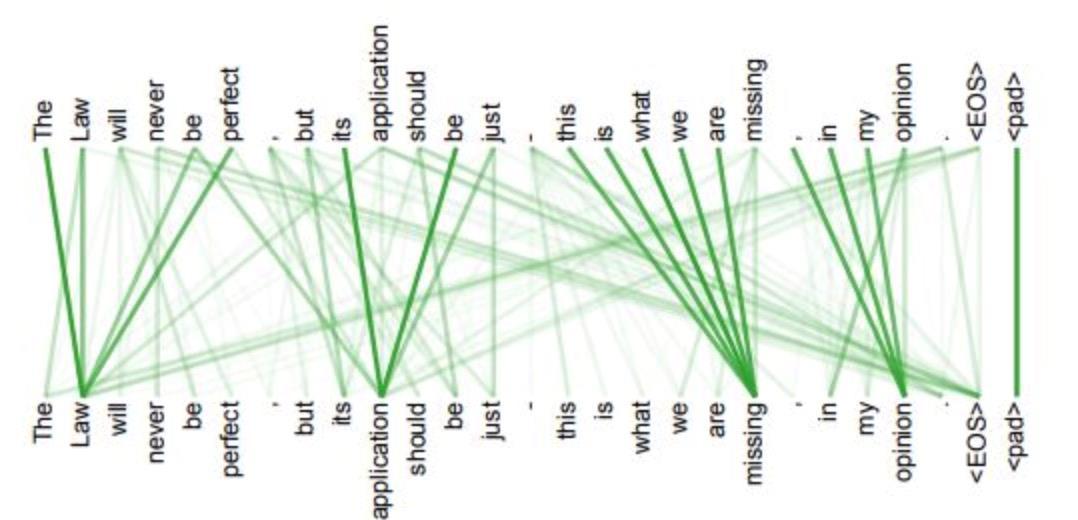 The Law will never be perfect , but its application should be just - this is what we are missing , in my opinion . <EOS> <pad>
The Law will never be perfect , but its application should be just - this is what we are missing , in my opinion . <EOS> <pad>